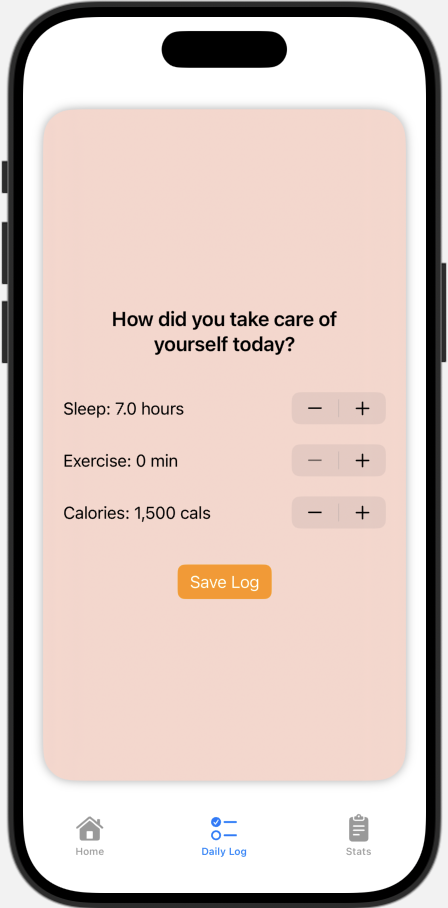 How did you take care of
yourself today?
Sleep: 7.0 hours
Exercise: 0 min
Calories: 1,500 cals
Save Log
Home
Daily Log
Stats